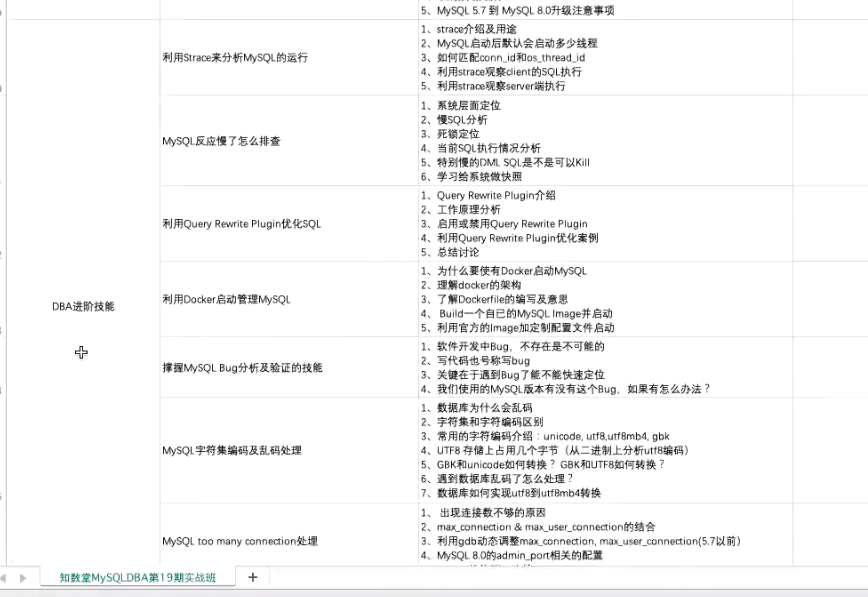 5、MySQL 5.7 到 MySQL 8.0升级注意事项
利用Strace来分析MySQL的运行
1、strace介绍及用途
2、MySQL启动后默认会启动多少线程
3、如何匹配conn_id和os_thread_id
4、利用strace观察client的SQL执行
5、利用strace观察server端执行
MySQL反应慢了怎么排查
1、系统层面定位
2、慢SQL分析
3、死锁定位
4、当前SQL执行情况分析
5、特别慢的DML SQL是不是可以Kill
6、学习给系统做快照
利用Query Rewrite Plugin优化SQL
1、Query Rewrite Plugin介绍
2、工作原理分析
3、启用或禁用Query Rewrite Plugin
4、利用Query Rewrite Plugin优化案例
5、总结讨论
DBA进阶技能
利用Docker启动管理MySQL
1、为什么要使有Docker启动MySQL
2、理解docker的架构
3、了解Dockerfile的编写及意思
4、 Build一个自已的MySQL Image并启动
5、利用官方的Image加定制配置文件启动
撑握MySQL Bug分析及验证的技能
1、软件开发中Bug，不存在是不可能的
2、写代码也号称写bug
3、关键在于遇到Bug了能不能快速定位
4、我们使用的MySQL版本有没有这个Bug，如果有怎么办法？
MySQL字符集编码及乱码处理
1、数据库为什么会乱码
2、字符集和字符编码区别
3、常用的字符编码介绍：unicode, utf8,utf8mb4, gbk
4、UTF8 存储上占用几个字节（从二进制上分析utf8编码）
5、GBK和unicode如何转换？ GBK和UTF8如何转换？
6、遇到数据库乱码了怎么处理？
7、数据库如何实现utf8到utf8mb4转换
MySQL too many connection处理
1、 出现连接数不够的原因
2、max_connection & max_user_connection的结合
3、利用gdb动态调整max_connection, max_user_connection(5.7以前)
4、MySQL 8.0的admin_port相关的配置
知数堂MySQLDBA第19期实战班